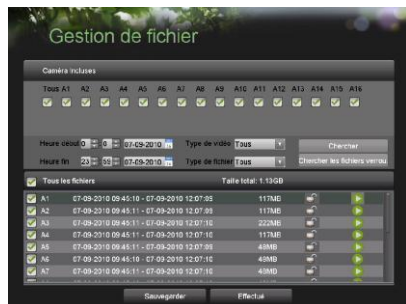 Gestion de fichier
Caméra incluses
Tous A1 A2 A3 A4 A5 A6 A7 A8 A9 A10 A11 A12 A13 A14 A15 A16
Heure début 0 0 07-09-2010 Type de vidéo Tous Chercher
Heure fin 23 59 07-09-2010 Type de fichier Tous Chercher les fichiers verrou
Tous les fichiers Taille total: 1.13GB
A1 07-09-2010 09:45:10 - 07-09-2010 12:07:09 117MB
A2 07-09-2010 09:45:11 - 07-09-2010 12:07:09 117MB
A3 07-09-2010 09:45:11 - 07-09-2010 12:07:10 222MB
A4 07-09-2010 09:45:11 - 07-09-2010 12:07:10 117MB
A5 07-09-2010 09:45:11 - 07-09-2010 12:07:10 48MB
A6 07-09-2010 09:45:11 - 07-09-2010 12:07:10 49MB
A7 07-09-2010 09:45:11 - 07-09-2010 12:07:10 49MB
Sauvegarder Effectué